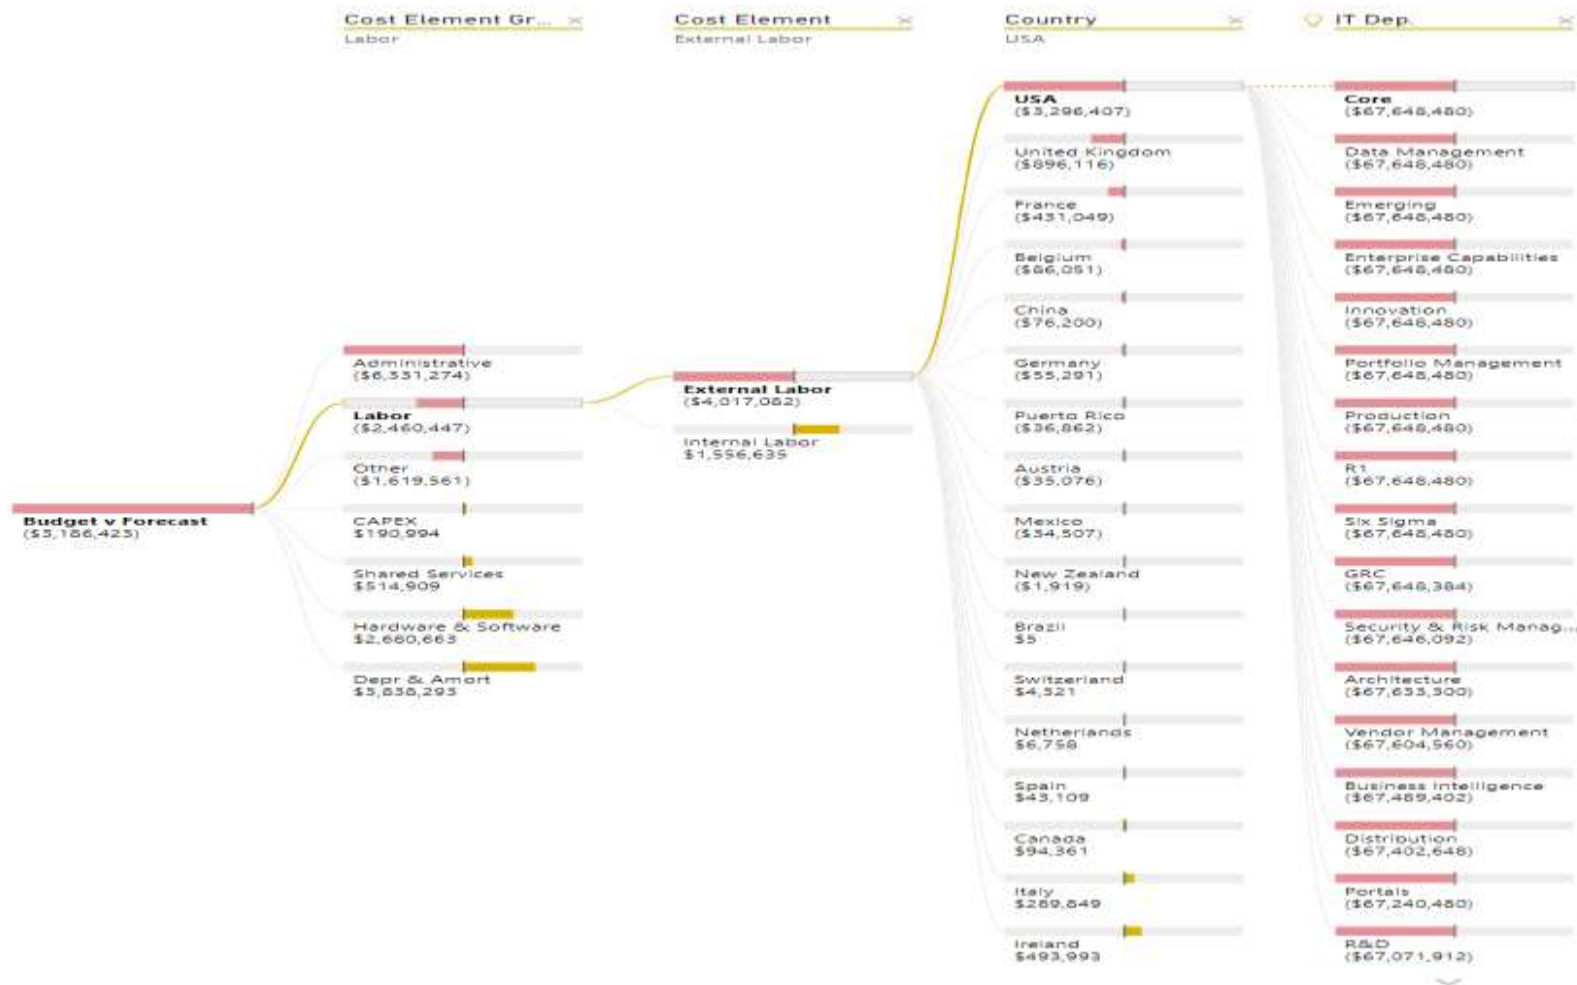 Cost Element Gr...
Labor
Cost Element
External Labor
Country
USA
IT Dep.
Budget v Forecast
($3,186,423)
Administrative
($6,331,274)
Labor
($2,460,447)
Other
($1,619,561)
CAPEX
$190,994
Shared Services
$514,909
Hardware & Software
$2,680,663
Depr & Amort
$3,838,293
External Labor
($4,017,082)
Internal Labor
$1,556,635
USA
($3,296,407)
United Kingdom
($896,116)
France
($431,049)
Belgium
($86,051)
China
($76,200)
Germany
($55,291)
Puerto Rico
($36,862)
Austria
($35,076)
Mexico
($34,507)
New Zealand
($1,919)
Brazil
$5
Switzerland
$4,321
Netherlands
$6,758
Spain
$43,109
Canada
$94,361
Italy
$289,849
Ireland
$493,993
Core
($67,648,480)
Data Management
($67,648,480)
Emerging
($67,648,480)
Enterprise Capabilities
($67,648,480)
Innovation
($67,648,480)
Portfolio Management
($67,648,480)
Production
($67,648,480)
R1
($67,648,480)
Six Sigma
($67,648,480)
GRC
($67,648,384)
Security & Risk Manag...
($67,646,092)
Architecture
($67,633,300)
Vendor Management
($67,604,560)
Business Intelligence
($67,489,402)
Distribution
($67,402,648)
Portals
($67,240,480)
R&D
($67,071,912)